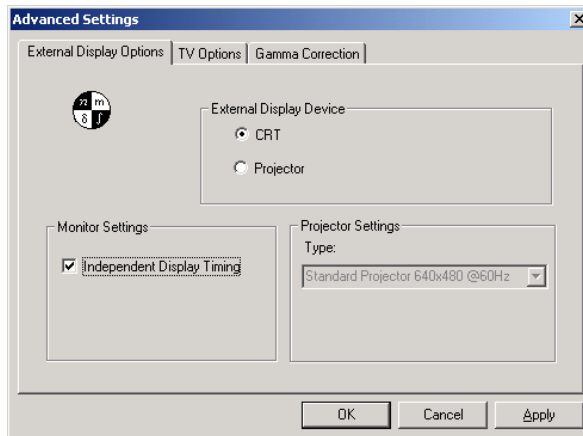 Advanced Settings
External Display Options TV Options Gamma Correction
n m
δ ∫
External Display Device
CRT
Projector
Monitor Settings
Independent Display Timing
Projector Settings
Type:
Standard Projector 640x480 @60Hz
OK Cancel Apply